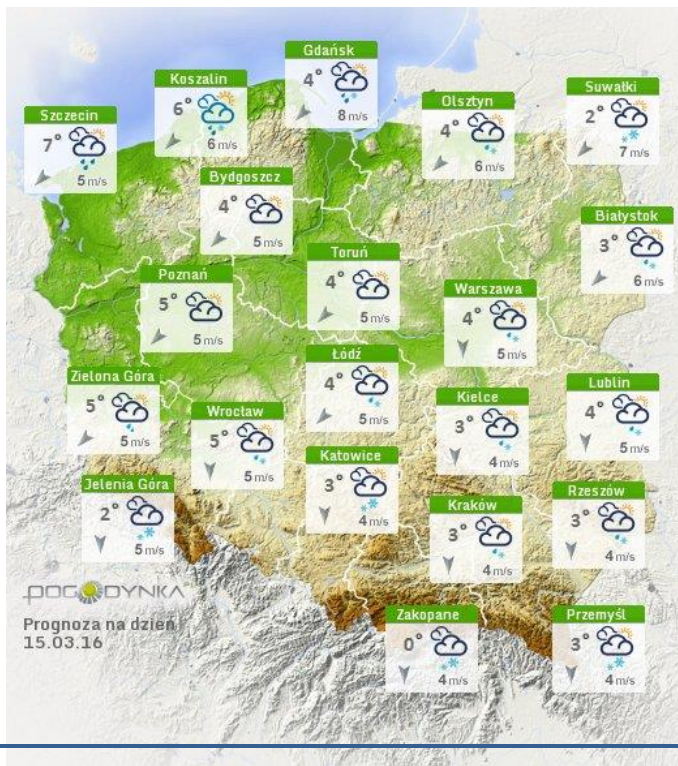 Gdańsk
4°
8 m/s
Koszalin
6°
6 m/s
Suwałki
2°
7 m/s
Olsztyn
4°
6 m/s
Szczecin
7°
5 m/s
Bydgoszcz
4°
5 m/s
Białystok
3°
6 m/s
Toruń
4°
5 m/s
Poznań
5°
5 m/s
Warszawa
4°
5 m/s
Łódź
4°
5 m/s
Zielona Góra
5°
5 m/s
Lublin
4°
5 m/s
Kielce
3°
4 m/s
Wrocław
5°
5 m/s
Katowice
3°
4 m/s
Jelenia Góra
2°
5 m/s
Rzeszów
3°
4 m/s
Kraków
3°
4 m/s
POGODYNKA
Prognoza na dzień
15.03.16
Zakopane
0°
4 m/s
Przemyśl
3°
4 m/s